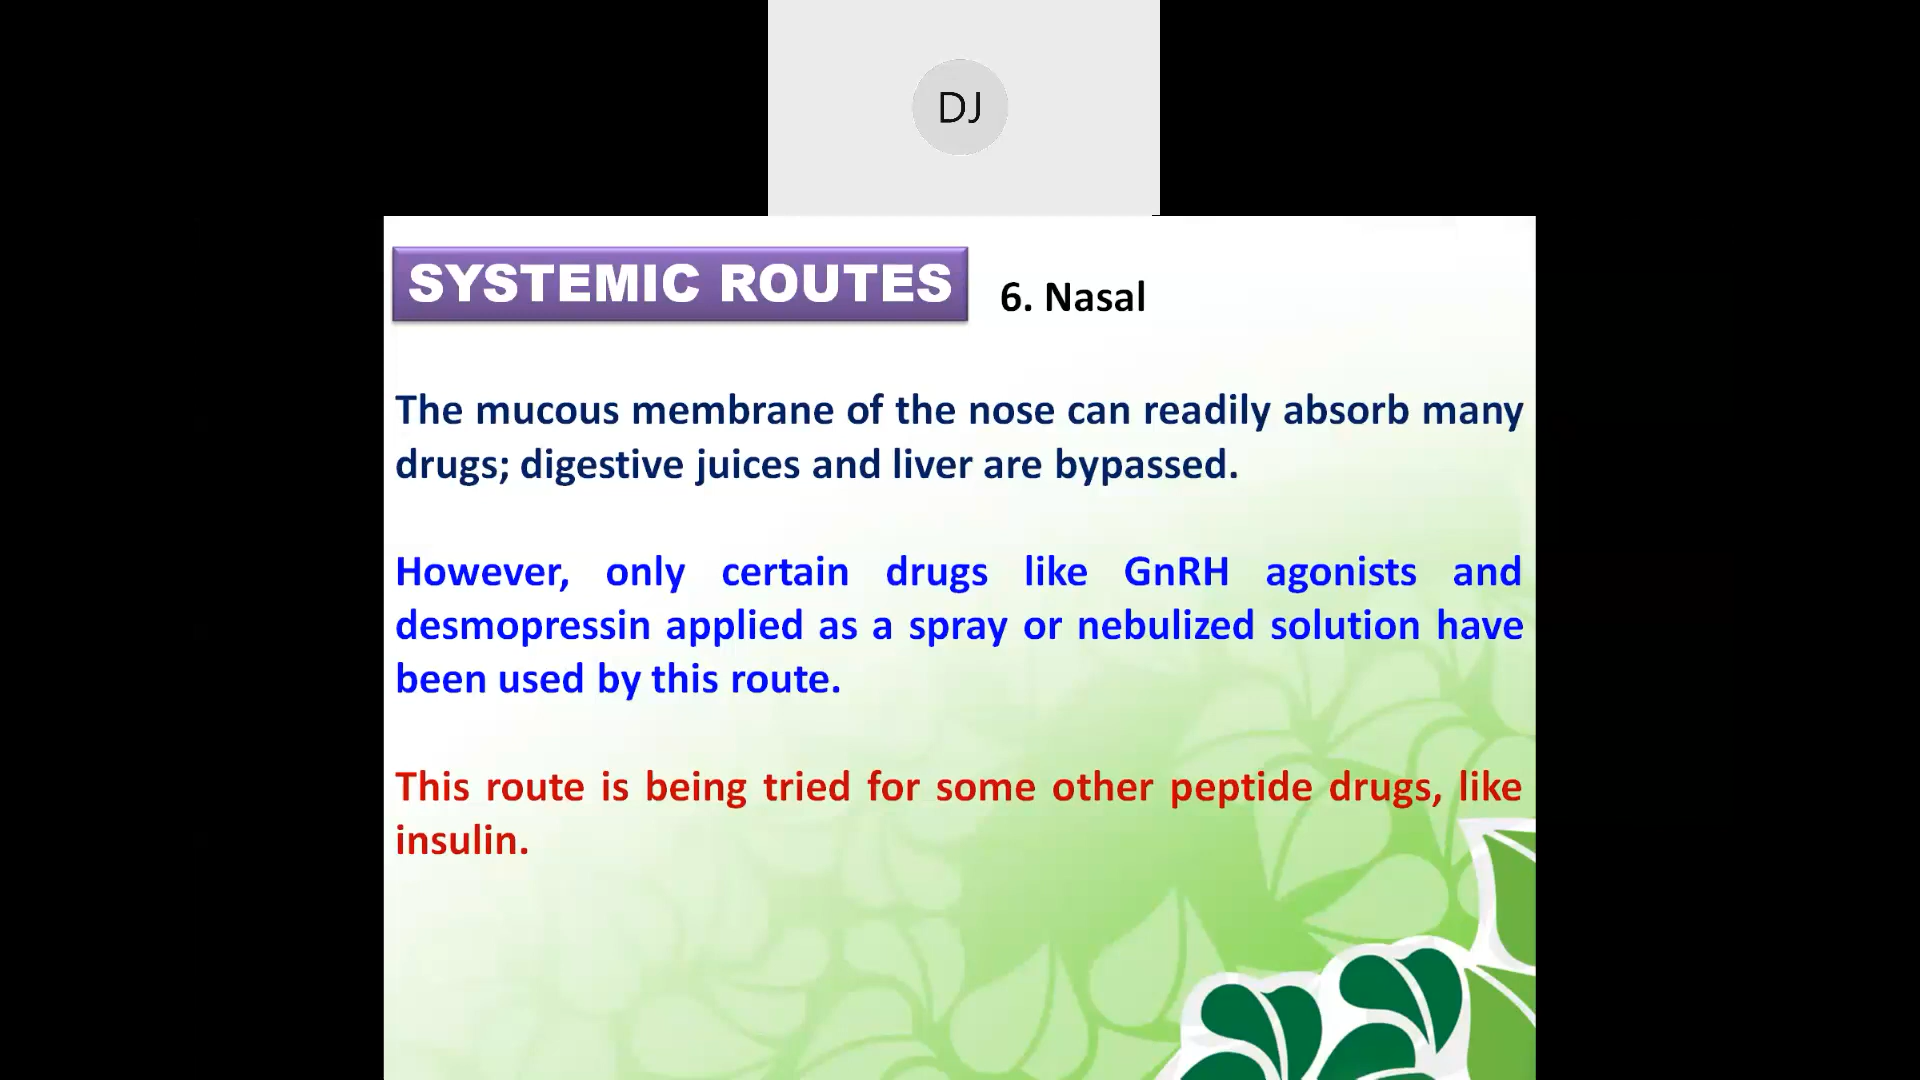 DJ
SYSTEMIC ROUTES
6. Nasal
The mucous membrane of the nose can readily absorb many
drugs; digestive juices and liver are bypassed.
However, only certain drugs like GnRH agonists and
desmopressin applied as a spray or nebulized solution have
been used by this route.
This route is being tried for some other peptide drugs, like
insulin.